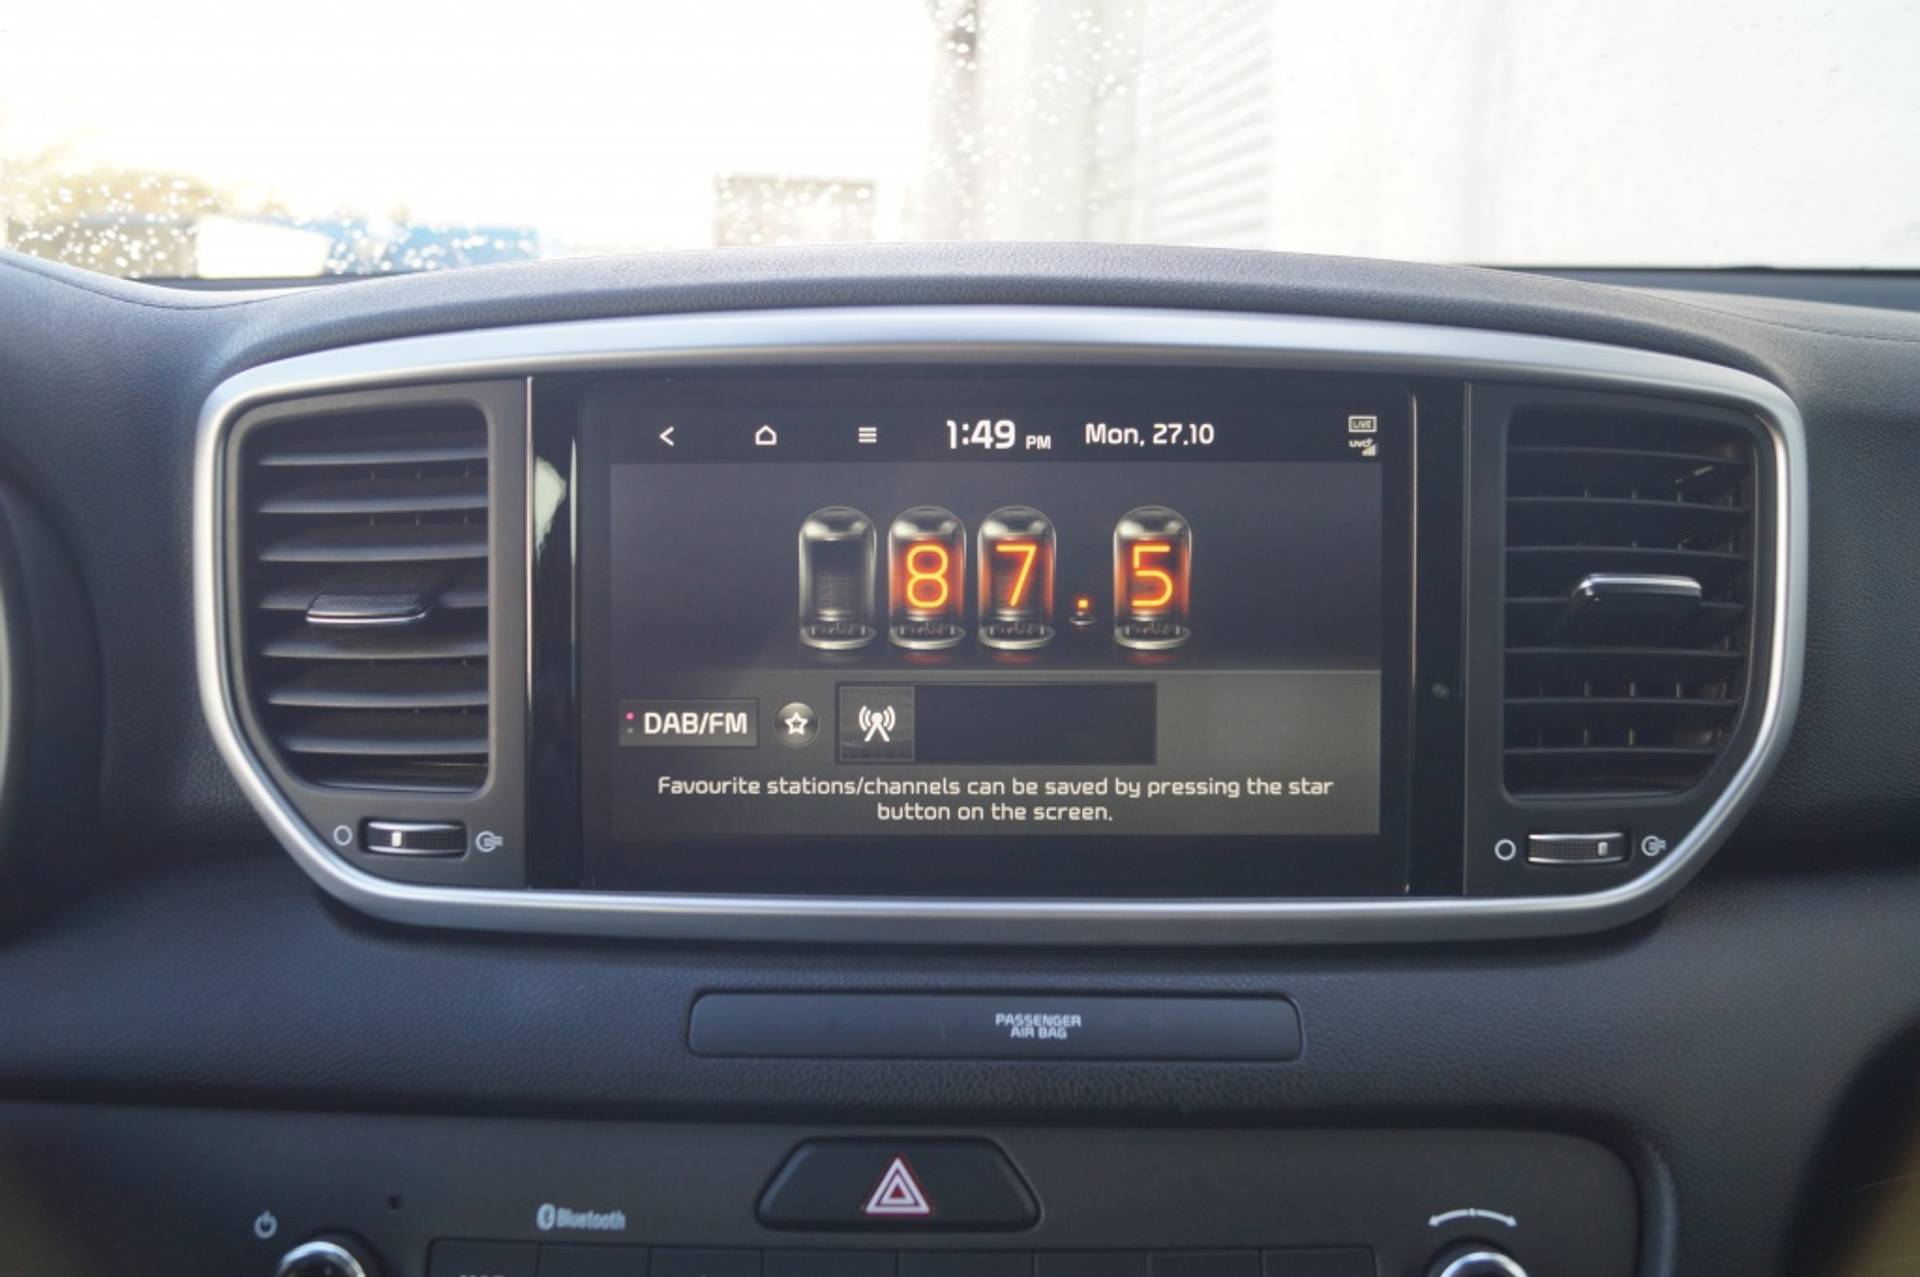 1:49 PM Mon, 27.10
LIVE
UVO
87.5
DAB/FM
Favourite stations/channels can be saved by pressing the star
button on the screen.
PASSENGER
AIR BAG
Bluetooth